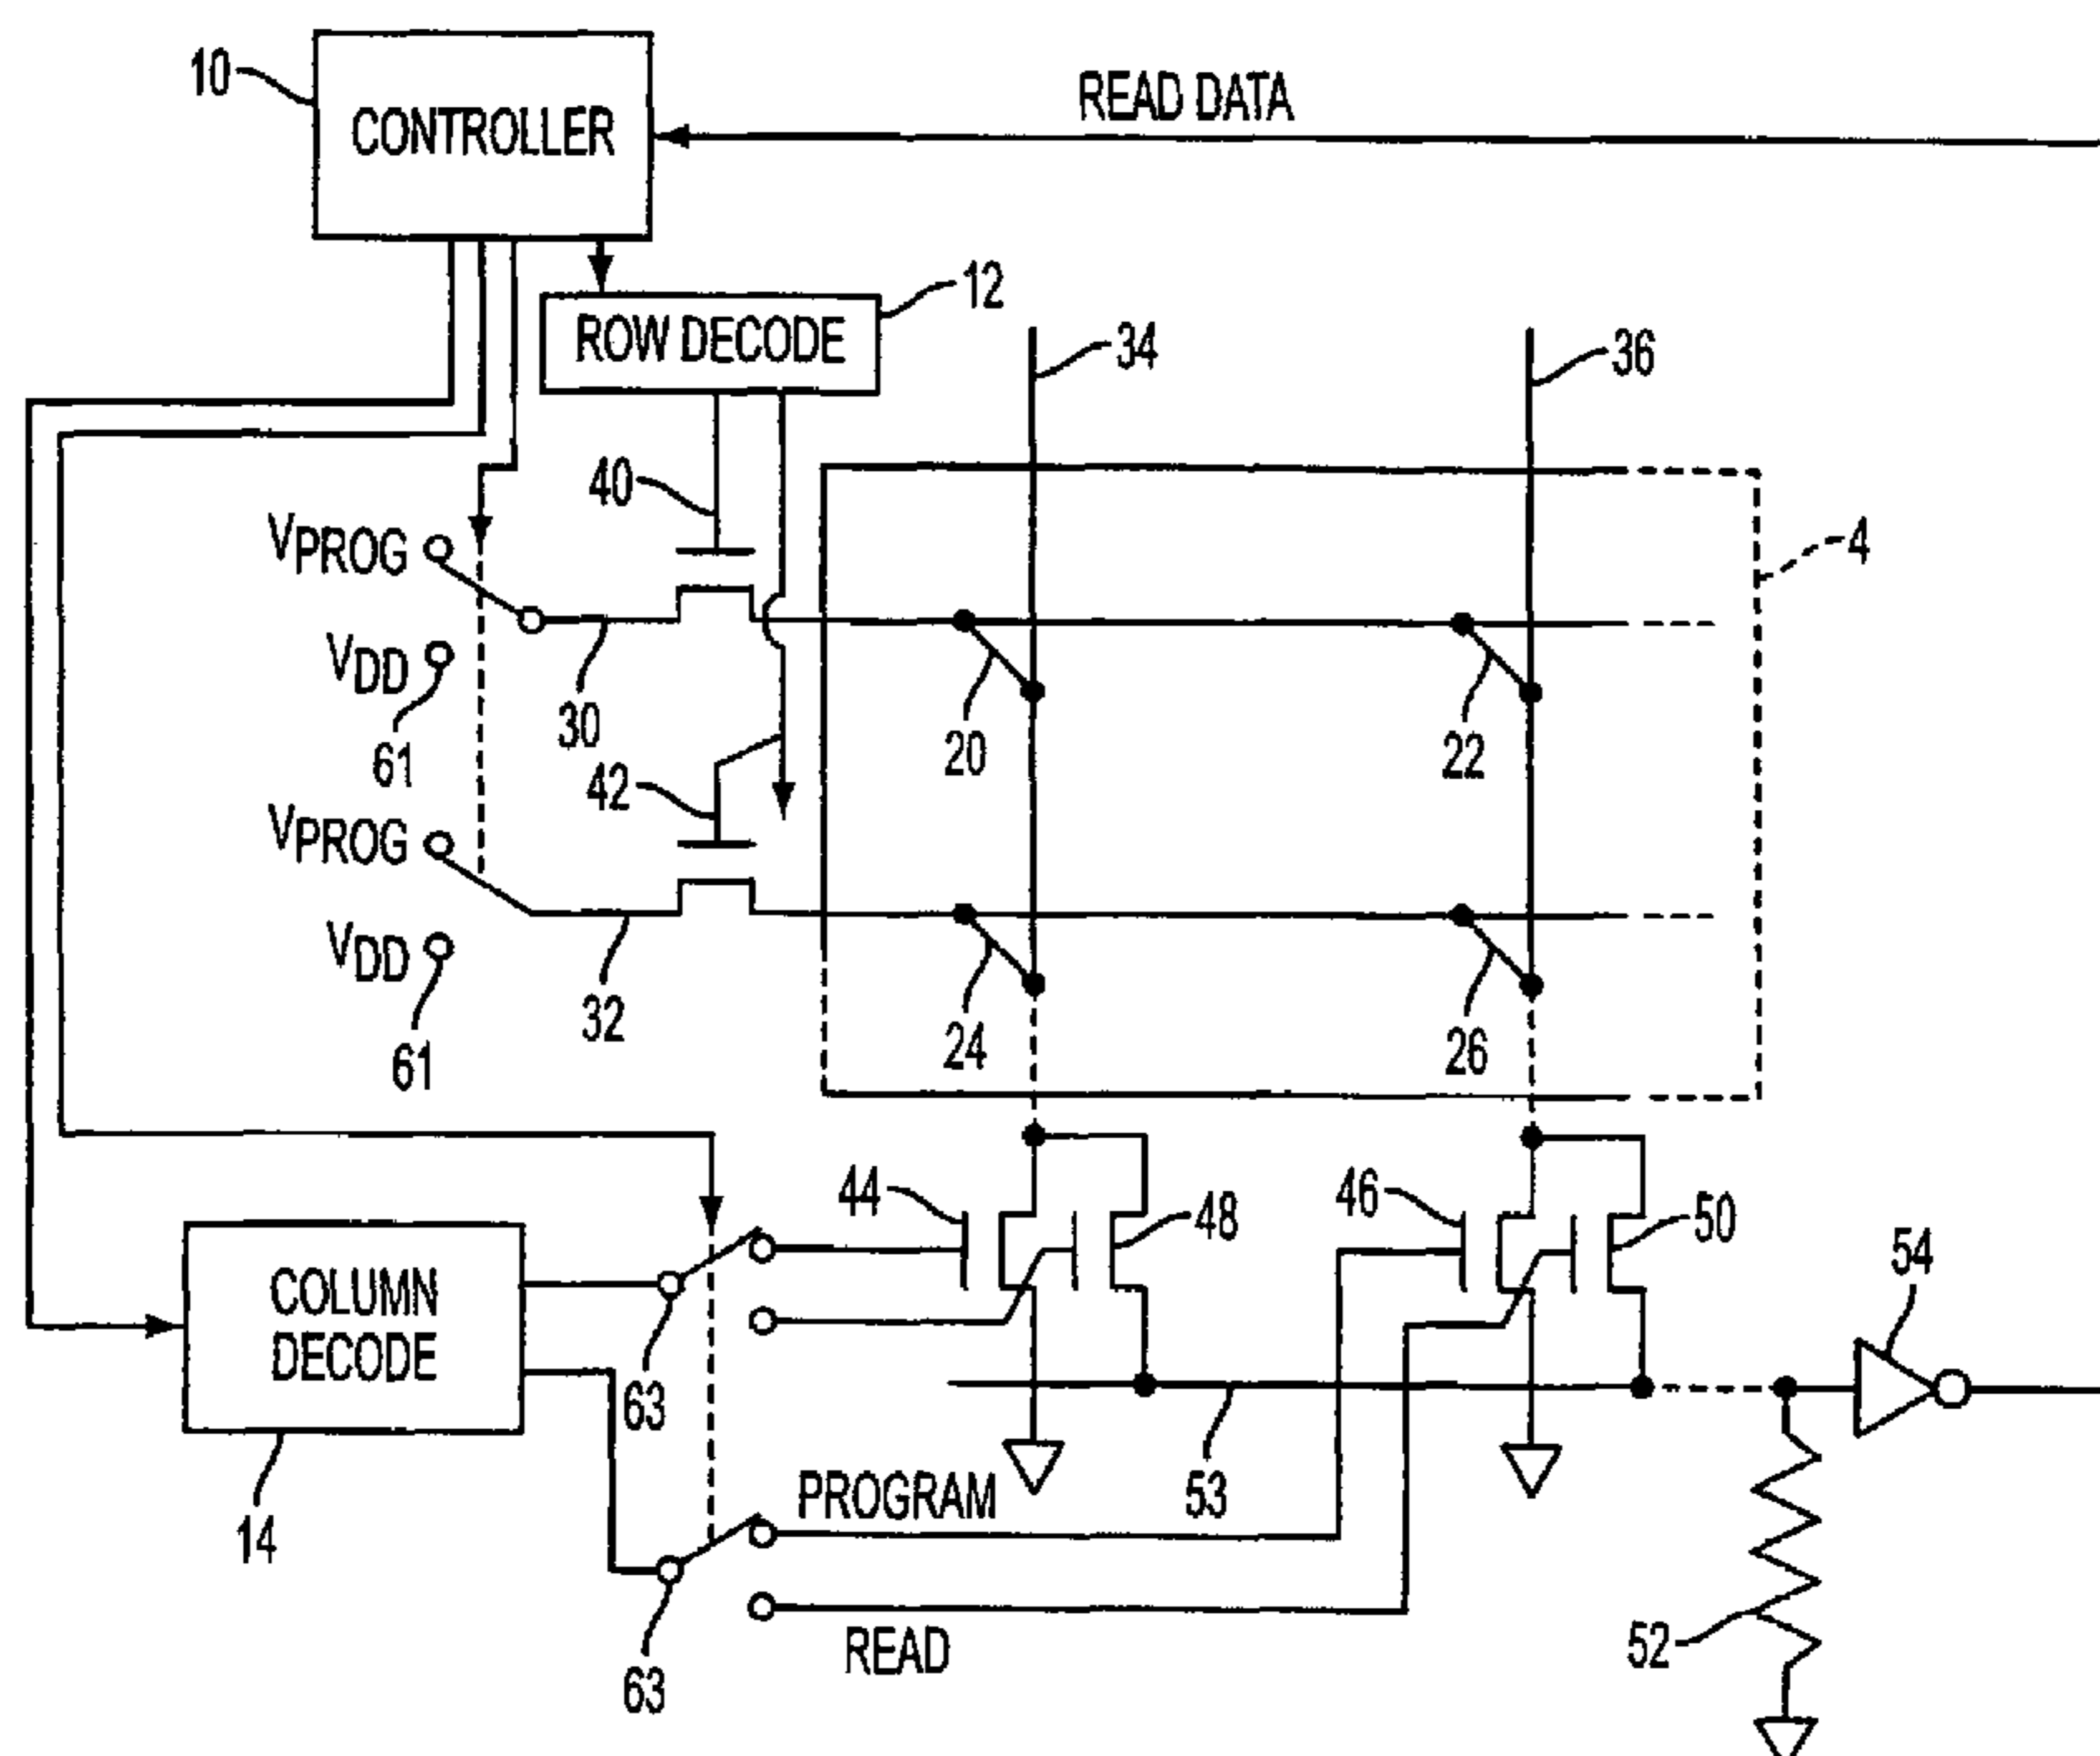 10
CONTROLLER
READ DATA
12
ROW DECODE
34
36
40
4
VPROG
VDD
30
20
22
61
42
VPROG
VDD
32
24
26
61
44
48
46
50
54
COLUMN
DECODE
63
53
PROGRAM
14
52
READ
63